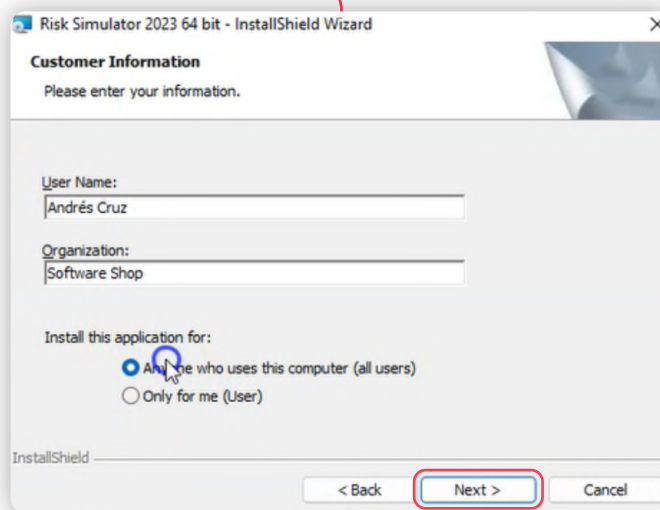 Risk Simulator 2023 64 bit - InstallShield Wizard
Customer Information
Please enter your information.
User Name:
Andrés Cruz
Organization:
Software Shop
Install this application for:
who uses this computer (all users)
Only for me (User)
InstallShield
< Back Next > Cancel